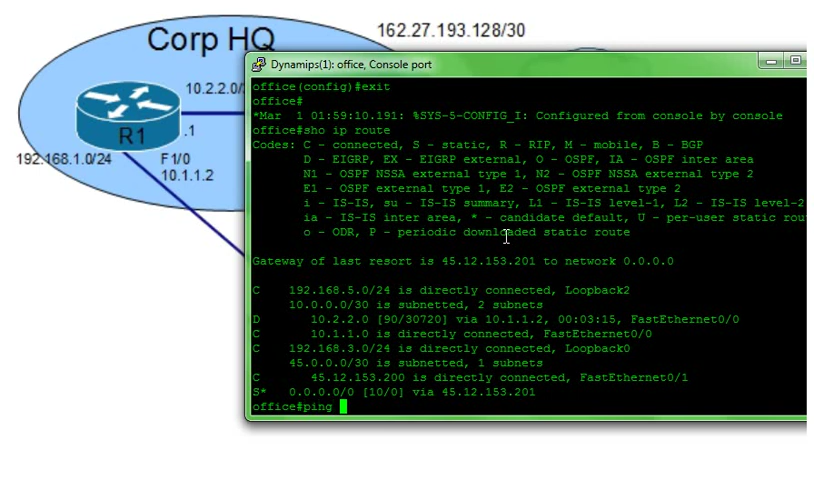 162.27.193.128/30
Corp HQ
10.2.2.0/
R1
.1
192.168.1.0/24
F1/0
10.1.1.2
Dynamips(1): office, Console port
office(config)#exit
office#
*Mar  1 01:59:10.191: %SYS-5-CONFIG_I: Configured from console by console
office#sho ip route
Codes: C - connected, S - static, R - RIP, M - mobile, B - BGP
D - EIGRP, EX - EIGRP external, O - OSPF, IA - OSPF inter area
N1 - OSPF NSSA external type 1, N2 - OSPF NSSA external type 2
E1 - OSPF external type 1, E2 - OSPF external type 2
i - IS-IS, su - IS-IS summary, L1 - IS-IS level-1, L2 - IS-IS level-2
ia - IS-IS inter area, * - candidate default, U - per-user static rou
o - ODR, P - periodic downloaded static route
Gateway of last resort is 45.12.153.201 to network 0.0.0.0
C    192.168.5.0/24 is directly connected, Loopback2
10.0.0.0/30 is subnetted, 2 subnets
D       10.2.2.0 [90/30720] via 10.1.1.2, 00:03:15, FastEthernet0/0
C       10.1.1.0 is directly connected, FastEthernet0/0
C    192.168.3.0/24 is directly connected, Loopback0
45.0.0.0/30 is subnetted, 1 subnets
C       45.12.153.200 is directly connected, FastEthernet0/1
S*   0.0.0.0/0 [10/0] via 45.12.153.201
office#ping